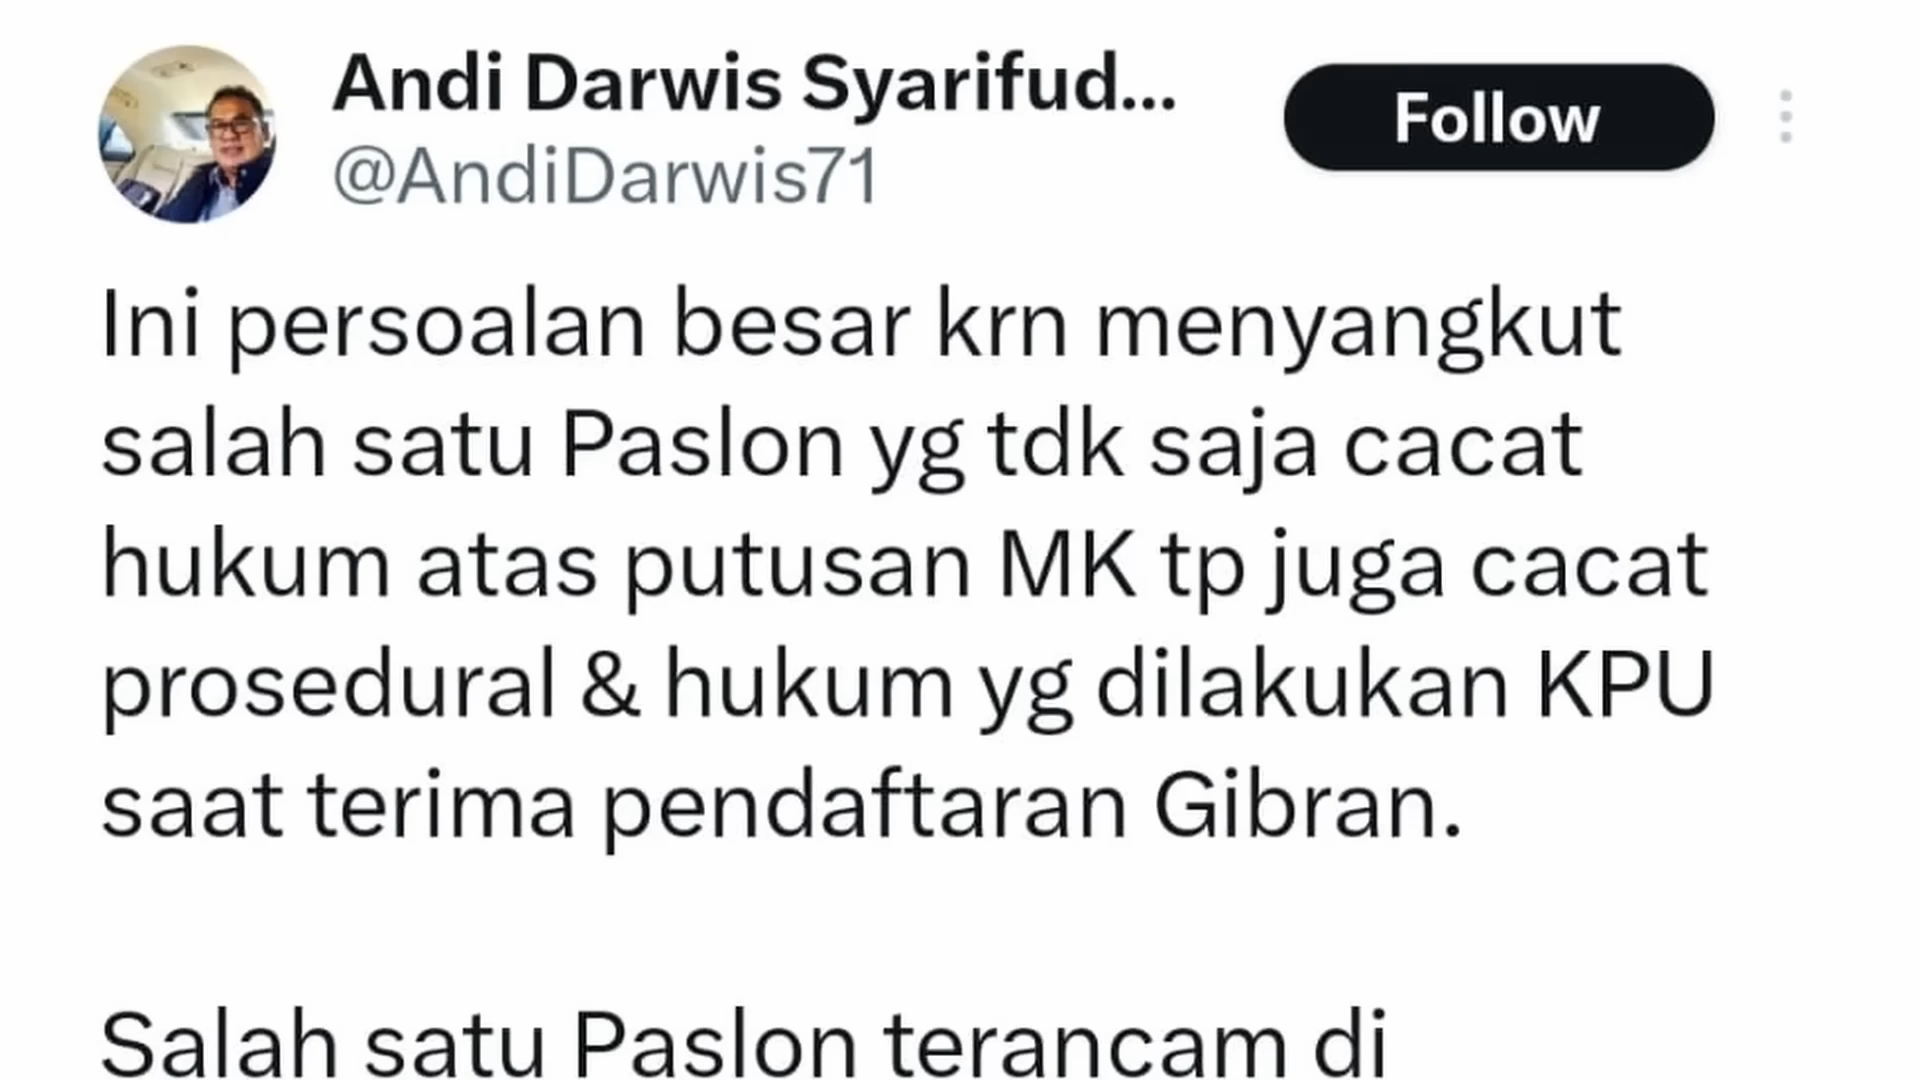 Andi Darwis Syarifud...
Follow
@AndiDarwis71
Ini persoalan besar krn menyangkut
salah satu Paslon yg tdk saja cacat
hukum atas putusan MK tp juga cacat
prosedural & hukum yg dilakukan KPU
saat terima pendaftaran Gibran.
Salah satu Paslon terancam di